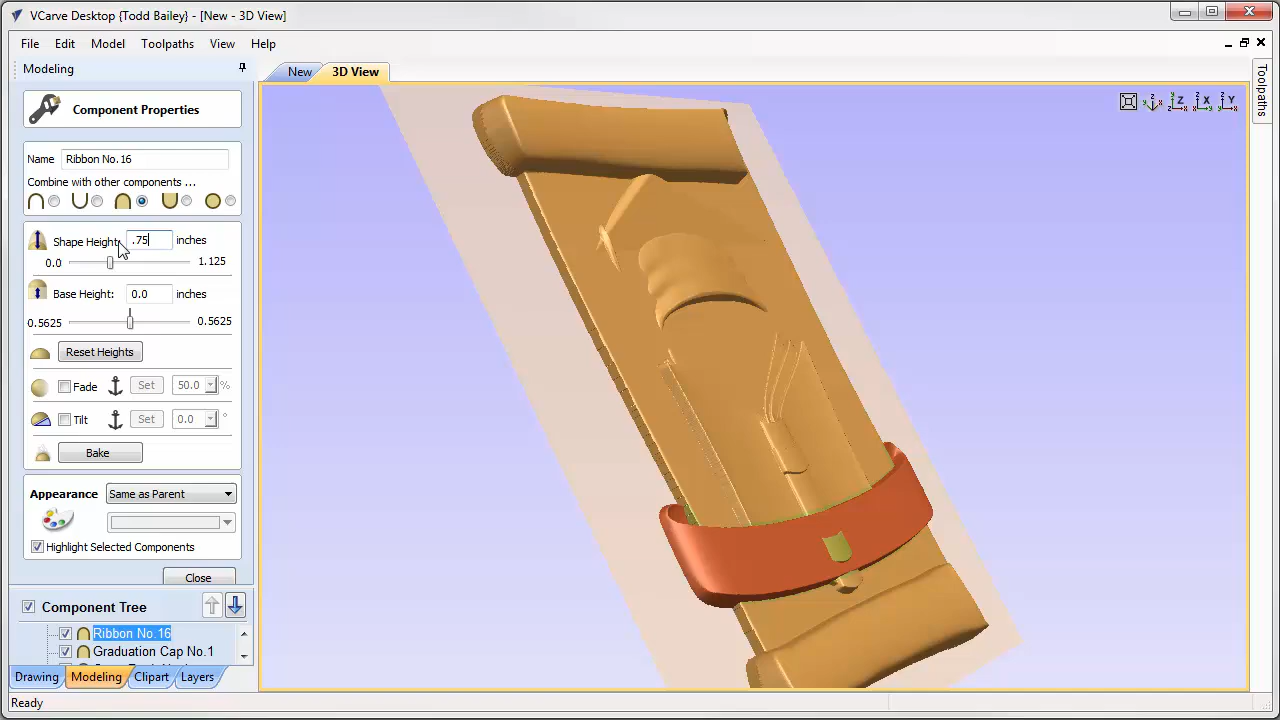 VCarve Desktop {Todd Bailey} - [New - 3D View]
File Edit Model Toolpaths View Help
Modeling
New 3D View
Toolpaths
Component Properties
Z X Y
Name Ribbon No.16
Combine with other components ...
Shape Height: .75 inches
0.0 1.125
Base Height: 0.0 inches
0.5625 0.5625
Reset Heights
Fade Set 50.0 %
Tilt Set 0.0 °
Bake
Appearance Same as Parent
Highlight Selected Components
Close
Component Tree
Ribbon No.16
Graduation Cap No.1
Drawing Modeling Clipart Layers
Ready